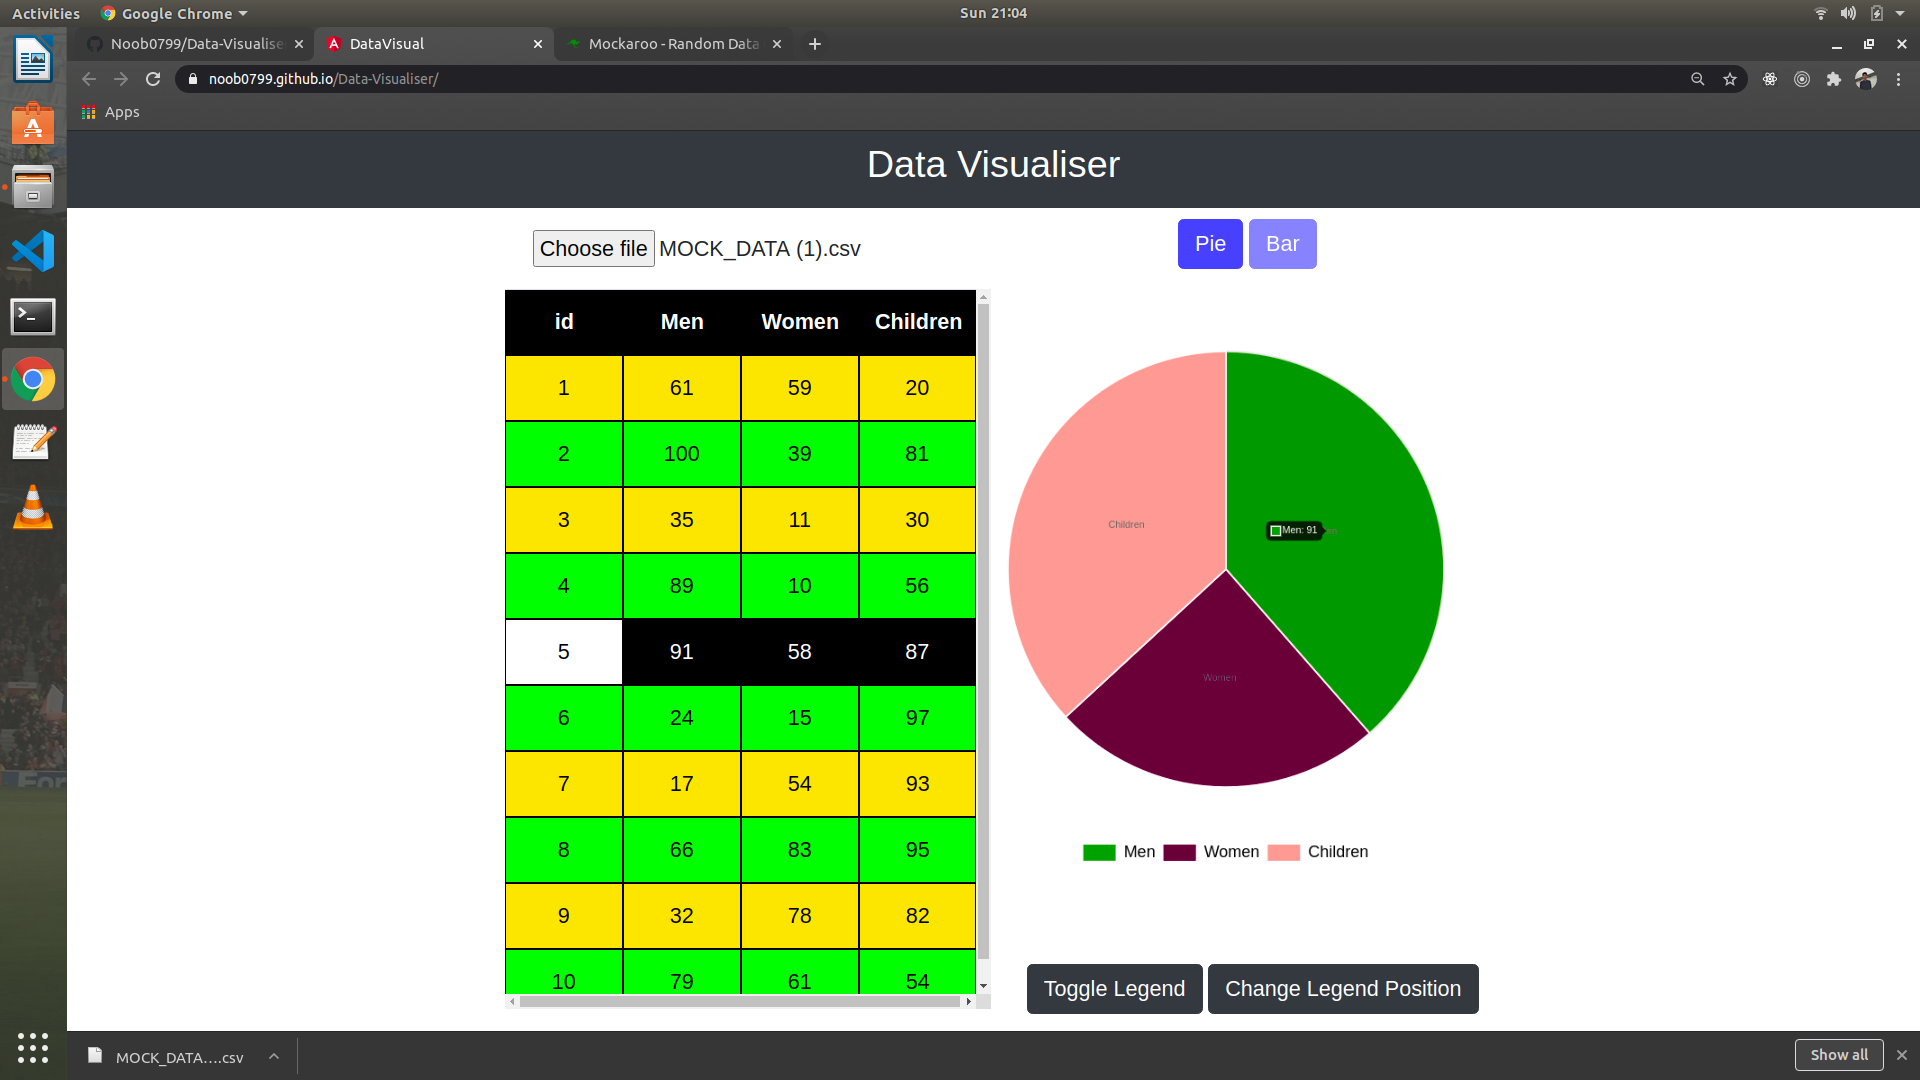 Activities Google Chrome Sun 21:04
Noob0799/Data-Visualise DataVisual Mockaroo - Random Data
noob0799.github.io/Data-Visualiser/
Apps
Data Visualiser
Choose file MOCK_DATA (1).csv
Pie Bar
id Men Women Children
1 61 59 20
2 100 39 81
3 35 11 30
4 89 10 56
5 91 58 87
6 24 15 97
7 17 54 93
8 66 83 95
9 32 78 82
10 79 61 54
Children
Men: 91
Women
Men Women Children
Toggle Legend Change Legend Position
MOCK_DATA....csv Show all